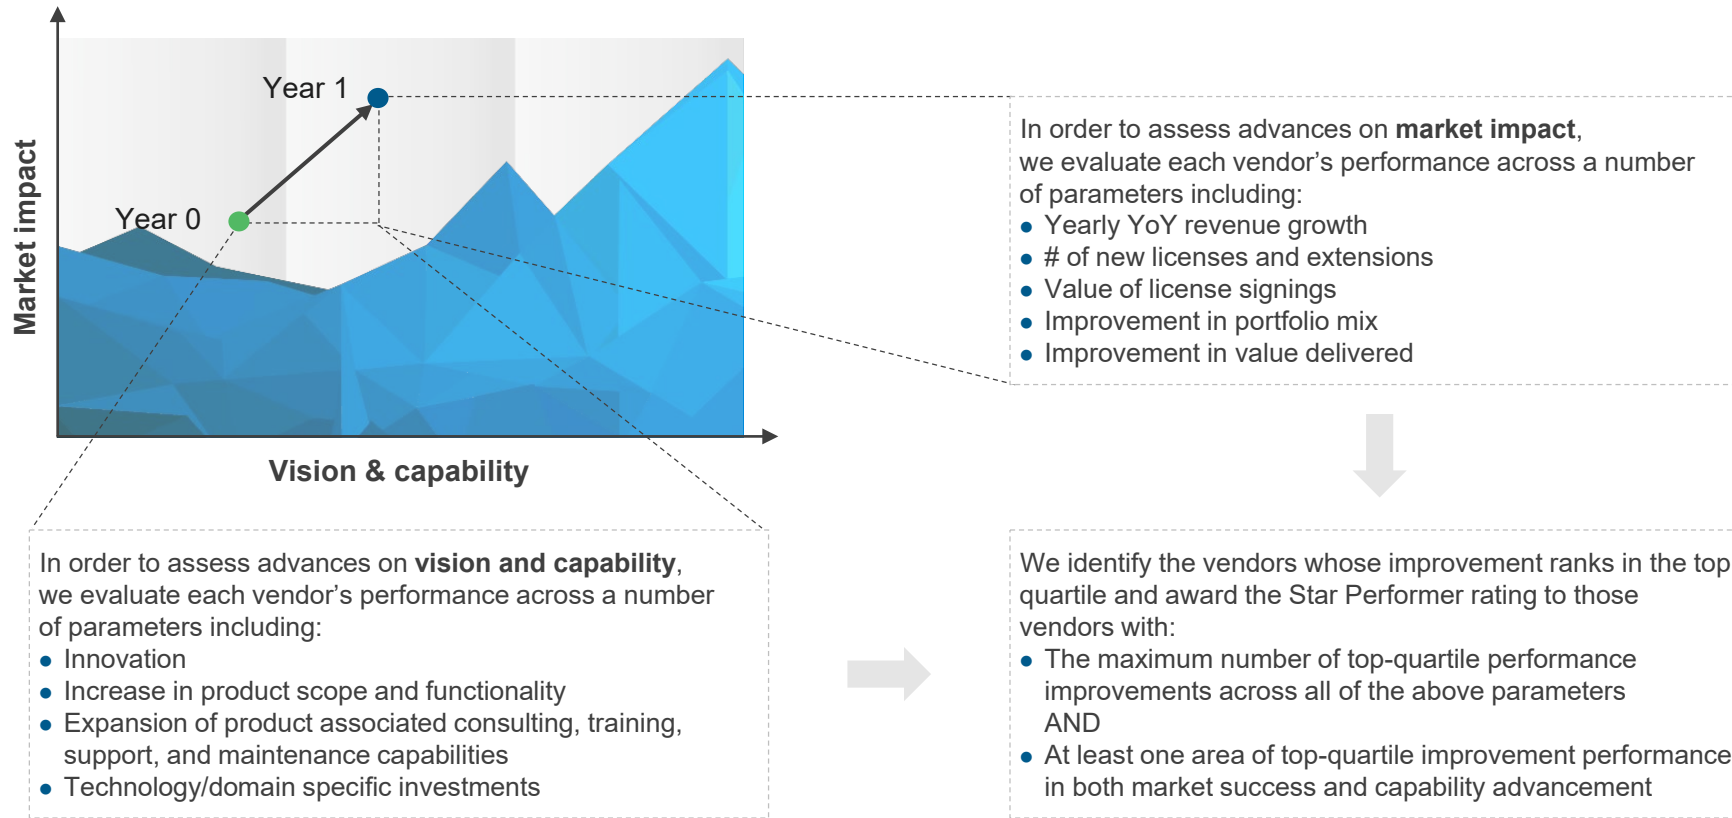 Market impact
Year 1
Year 0
Vision & capability
In order to assess advances on market impact,
we evaluate each vendor’s performance across a number
of parameters including:
● Yearly YoY revenue growth
● # of new licenses and extensions
● Value of license signings
● Improvement in portfolio mix
● Improvement in value delivered
In order to assess advances on vision and capability,
we evaluate each vendor’s performance across a number
of parameters including:
● Innovation
● Increase in product scope and functionality
● Expansion of product associated consulting, training,
support, and maintenance capabilities
● Technology/domain specific investments
We identify the vendors whose improvement ranks in the top
quartile and award the Star Performer rating to those
vendors with:
● The maximum number of top-quartile performance
improvements across all of the above parameters
AND
● At least one area of top-quartile improvement performance
in both market success and capability advancement